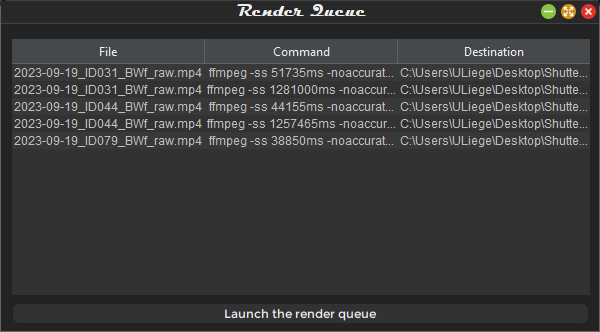 Render Queue
File Command Destination
2023-09-19_ID031_BWf_raw.mp4 ffmpeg -ss 51735ms -noaccurat... C:\Users\ULiege\Desktop\Shutte...
2023-09-19_ID031_BWf_raw.mp4 ffmpeg -ss 1281000ms -noaccur... C:\Users\ULiege\Desktop\Shutte...
2023-09-19_ID044_BWf_raw.mp4 ffmpeg -ss 44155ms -noaccurat... C:\Users\ULiege\Desktop\Shutte...
2023-09-19_ID044_BWf_raw.mp4 ffmpeg -ss 1257465ms -noaccur... C:\Users\ULiege\Desktop\Shutte...
2023-09-19_ID079_BWf_raw.mp4 ffmpeg -ss 38850ms -noaccurat... C:\Users\ULiege\Desktop\Shutte...
Launch the render queue